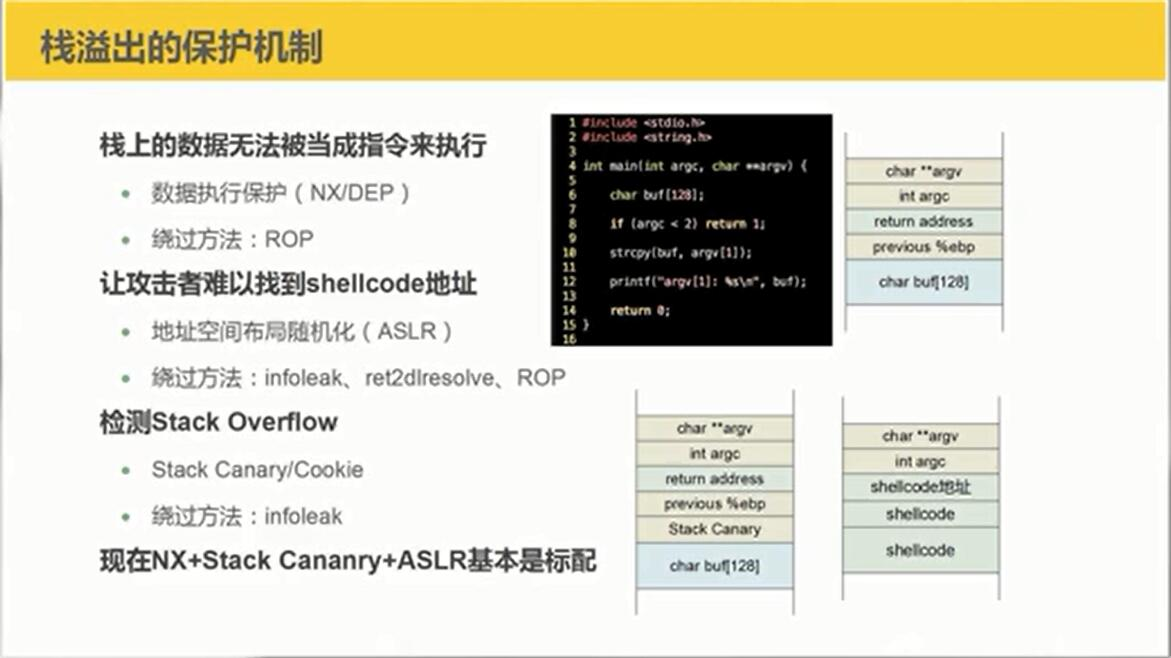 栈溢出的保护机制
栈上的数据无法被当成指令来执行
• 数据执行保护（NX/DEP）
• 绕过方法：ROP
让攻击者难以找到shellcode地址
• 地址空间布局随机化（ASLR）
• 绕过方法：infoleak、ret2dlresolve、ROP
检测Stack Overflow
• Stack Canary/Cookie
• 绕过方法：infoleak
现在NX+Stack Cananry+ASLR基本是标配
1 #include <stdio.h>
2 #include <string.h>
3
4 int main(int argc, char **argv) {
5
6 char buf[128];
7
8 if (argc < 2) return 1;
9
10 strcpy(buf, argv[1]);
11
12 printf("argv[1]: %s\n", buf);
13
14 return 0;
15 }
16
char **argv
int argc
return address
previous %ebp
char buf[128]
char **argv
int argc
return address
previous %ebp
Stack Canary
char buf[128]
char **argv
int argc
shellcode地址
shellcode
shellcode